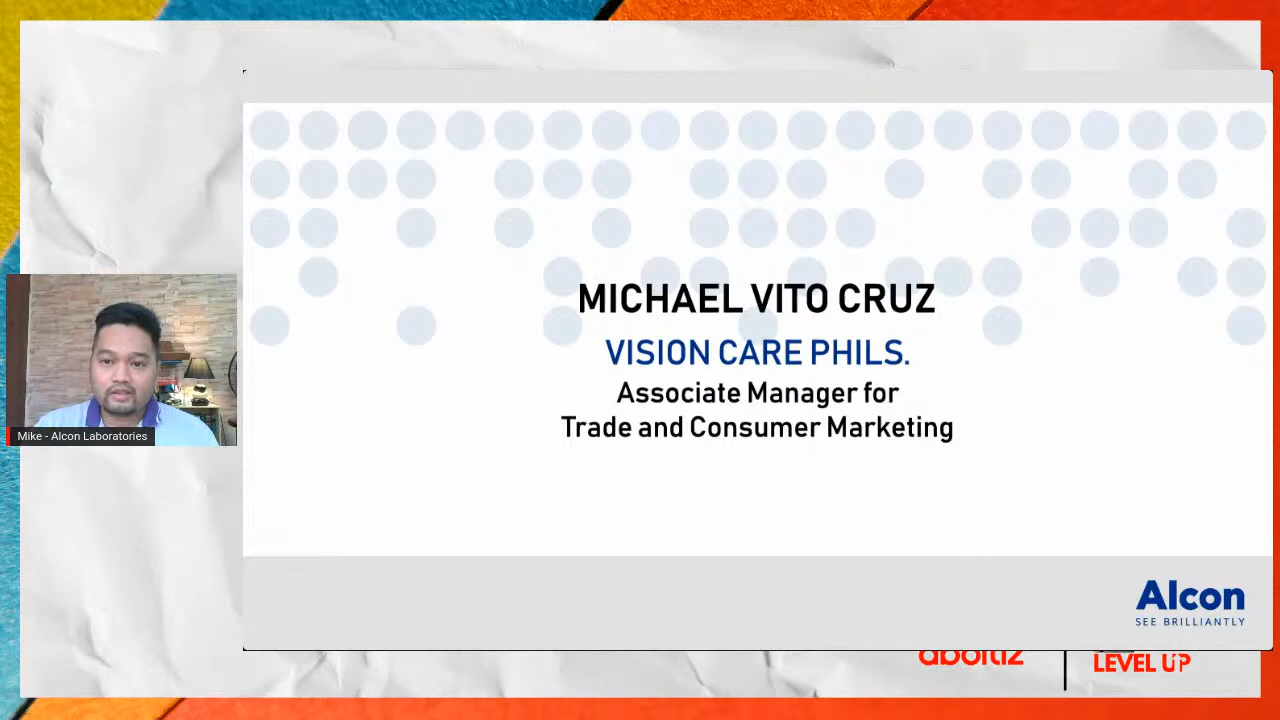 MICHAEL VITO CRUZ
VISION CARE PHILS.
Associate Manager for
Trade and Consumer Marketing
Mike - Alcon Laboratories
Alcon
SEE BRILLIANTLY
aboitiz
LEVEL UP